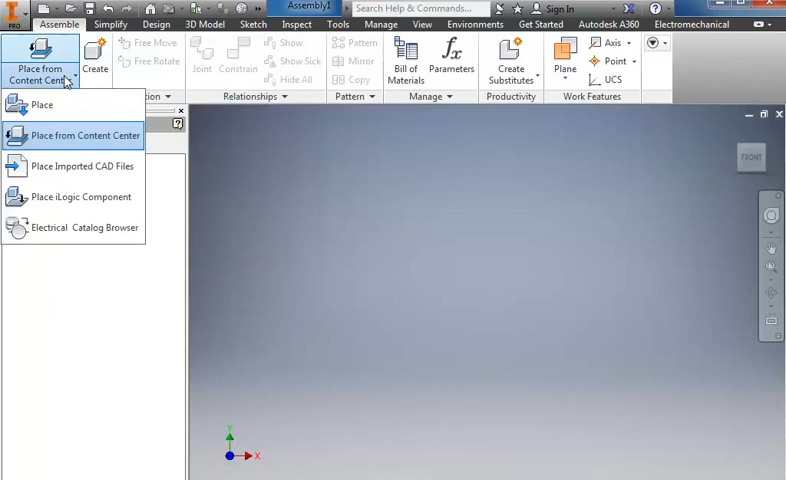 Assembly1
Search Help & Commands...
Sign In
PRO
Assemble
Simplify
Design
3D Model
Sketch
Inspect
Tools
Manage
View
Environments
Get Started
Autodesk A360
Electromechanical
Place from
Create
Free Move
Free Rotate
Joint
Constrain
Show
Show Sick
Hide All
Pattern
Mirror
Copy
Bill of
Materials
Parameters
Create
Substitutes
Plane
Axis
Point
UCS
Relationships
Pattern
Manage
Productivity
Work Features
Place
Place from Content Center
Place Imported CAD Files
Place iLogic Component
Electrical Catalog Browser
FRONT
Y
X